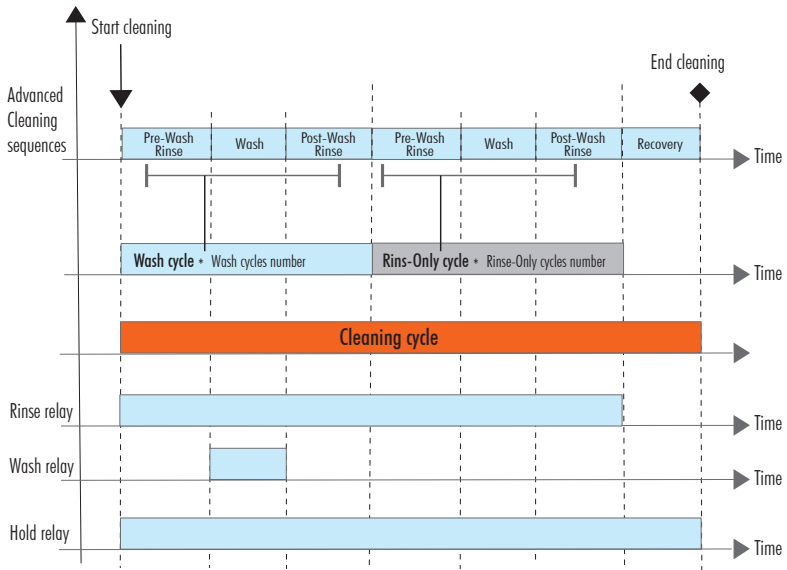 Start cleaning
End cleaning
Advanced
Cleaning
sequences
Pre-Wash
Rinse
Wash
Post-Wash
Rinse
Pre-Wash
Rinse
Wash
Post-Wash
Rinse
Recovery
Time
Wash cycle * Wash cycles number
Rins-Only cycle * Rinse-Only cycles number
Time
Cleaning cycle
Rinse relay
Time
Wash relay
Time
Hold relay
Time